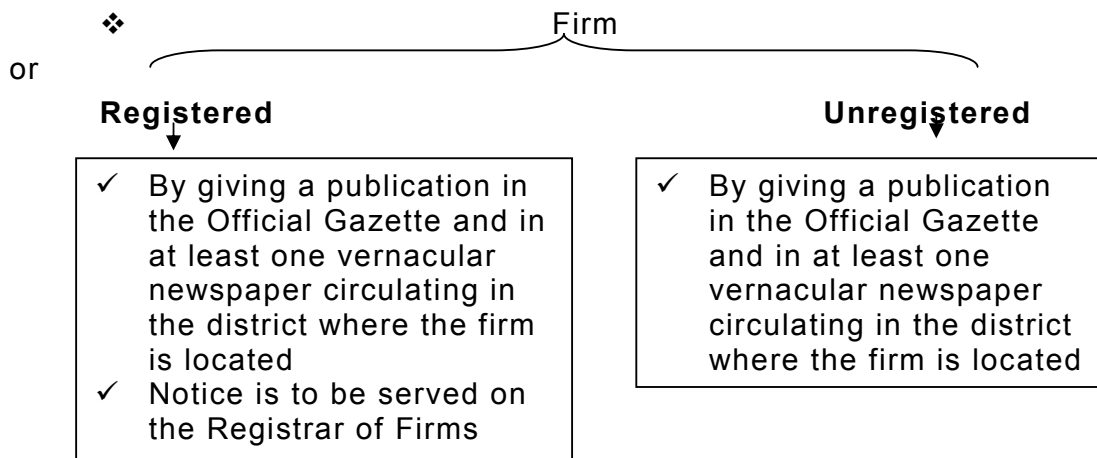 ❖ Firm
or
Registered
✓ By giving a publication in
the Official Gazette and in
at least one vernacular
newspaper circulating in
the district where the firm
is located
✓ Notice is to be served on
the Registrar of Firms
Unregistered
✓ By giving a publication
in the Official Gazette
and in at least one
vernacular newspaper
circulating in the district
where the firm is located